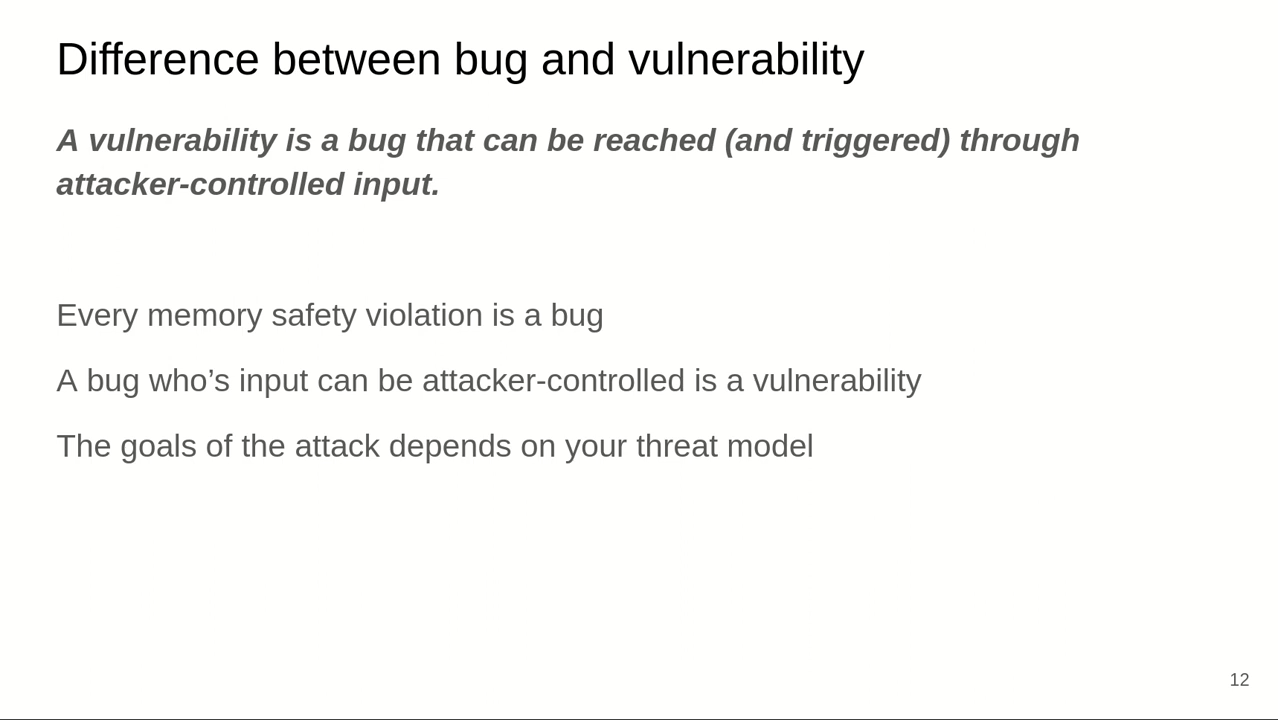 Difference between bug and vulnerability
A vulnerability is a bug that can be reached (and triggered) through
attacker-controlled input.
Every memory safety violation is a bug
A bug who’s input can be attacker-controlled is a vulnerability
The goals of the attack depends on your threat model
12